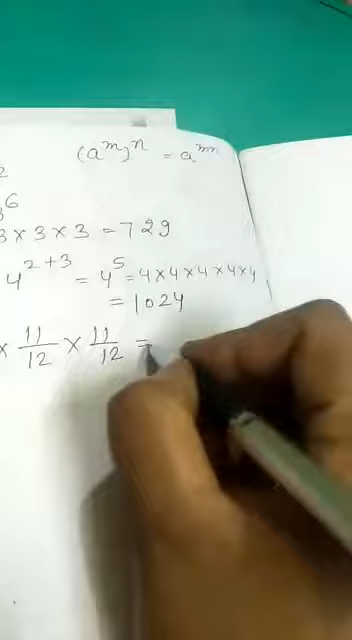 (a^m)^n = a^mn
2
3^6
3 × 3 × 3 = 729
4^2+3 = 4^5 = 4 × 4 × 4 × 4 × 4
= 1024
× 11/12 × 11/12 =